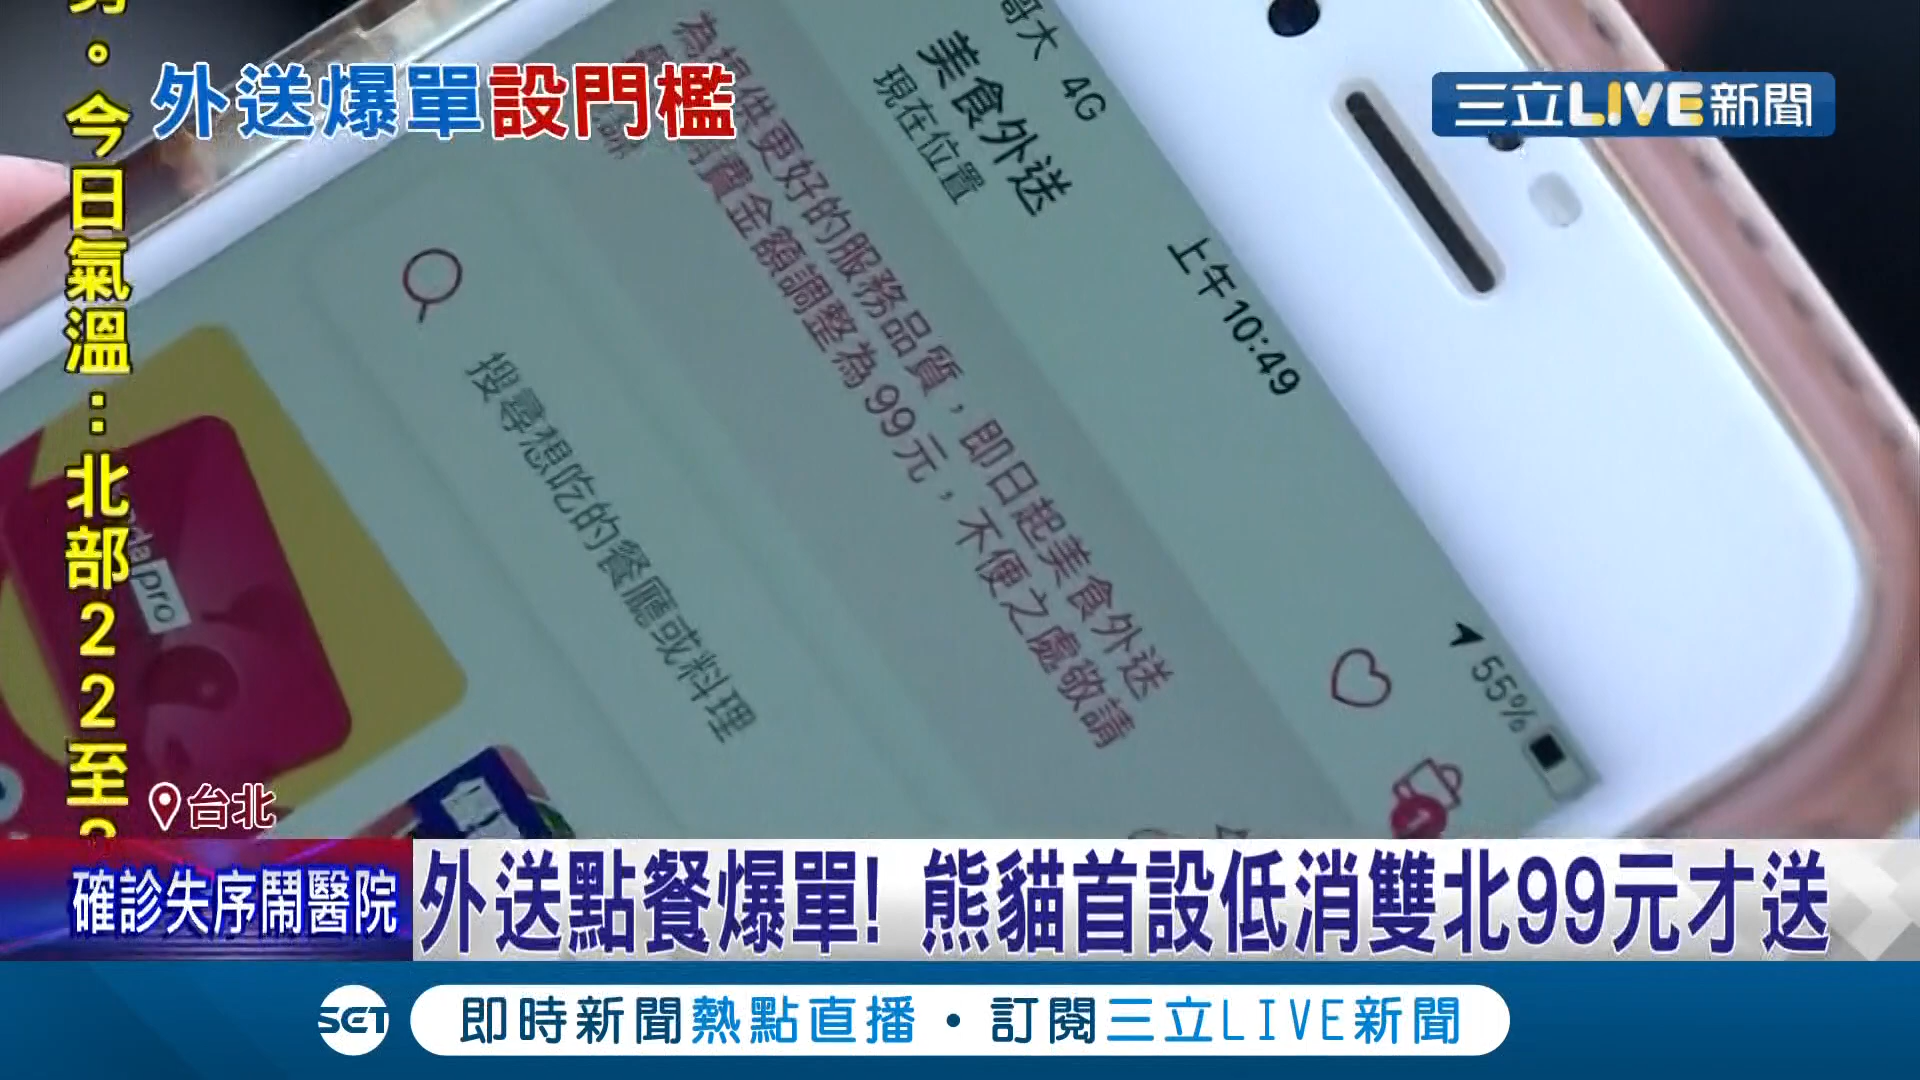 外送爆單設門檻
三立LIVE新聞
今日氣溫：北部22至
哥大 4G
上午10:49
55%
美食外送
現在位置
為提供更好的服務品質，即日起美食外送
消費金額調整為99元，不便之處敬請
搜尋想吃的餐廳或料理
pro
1
台北
確診失序鬧醫院
外送點餐爆單! 熊貓首設低消雙北99元才送
SET
即時新聞熱點直播・訂閱三立LIVE新聞